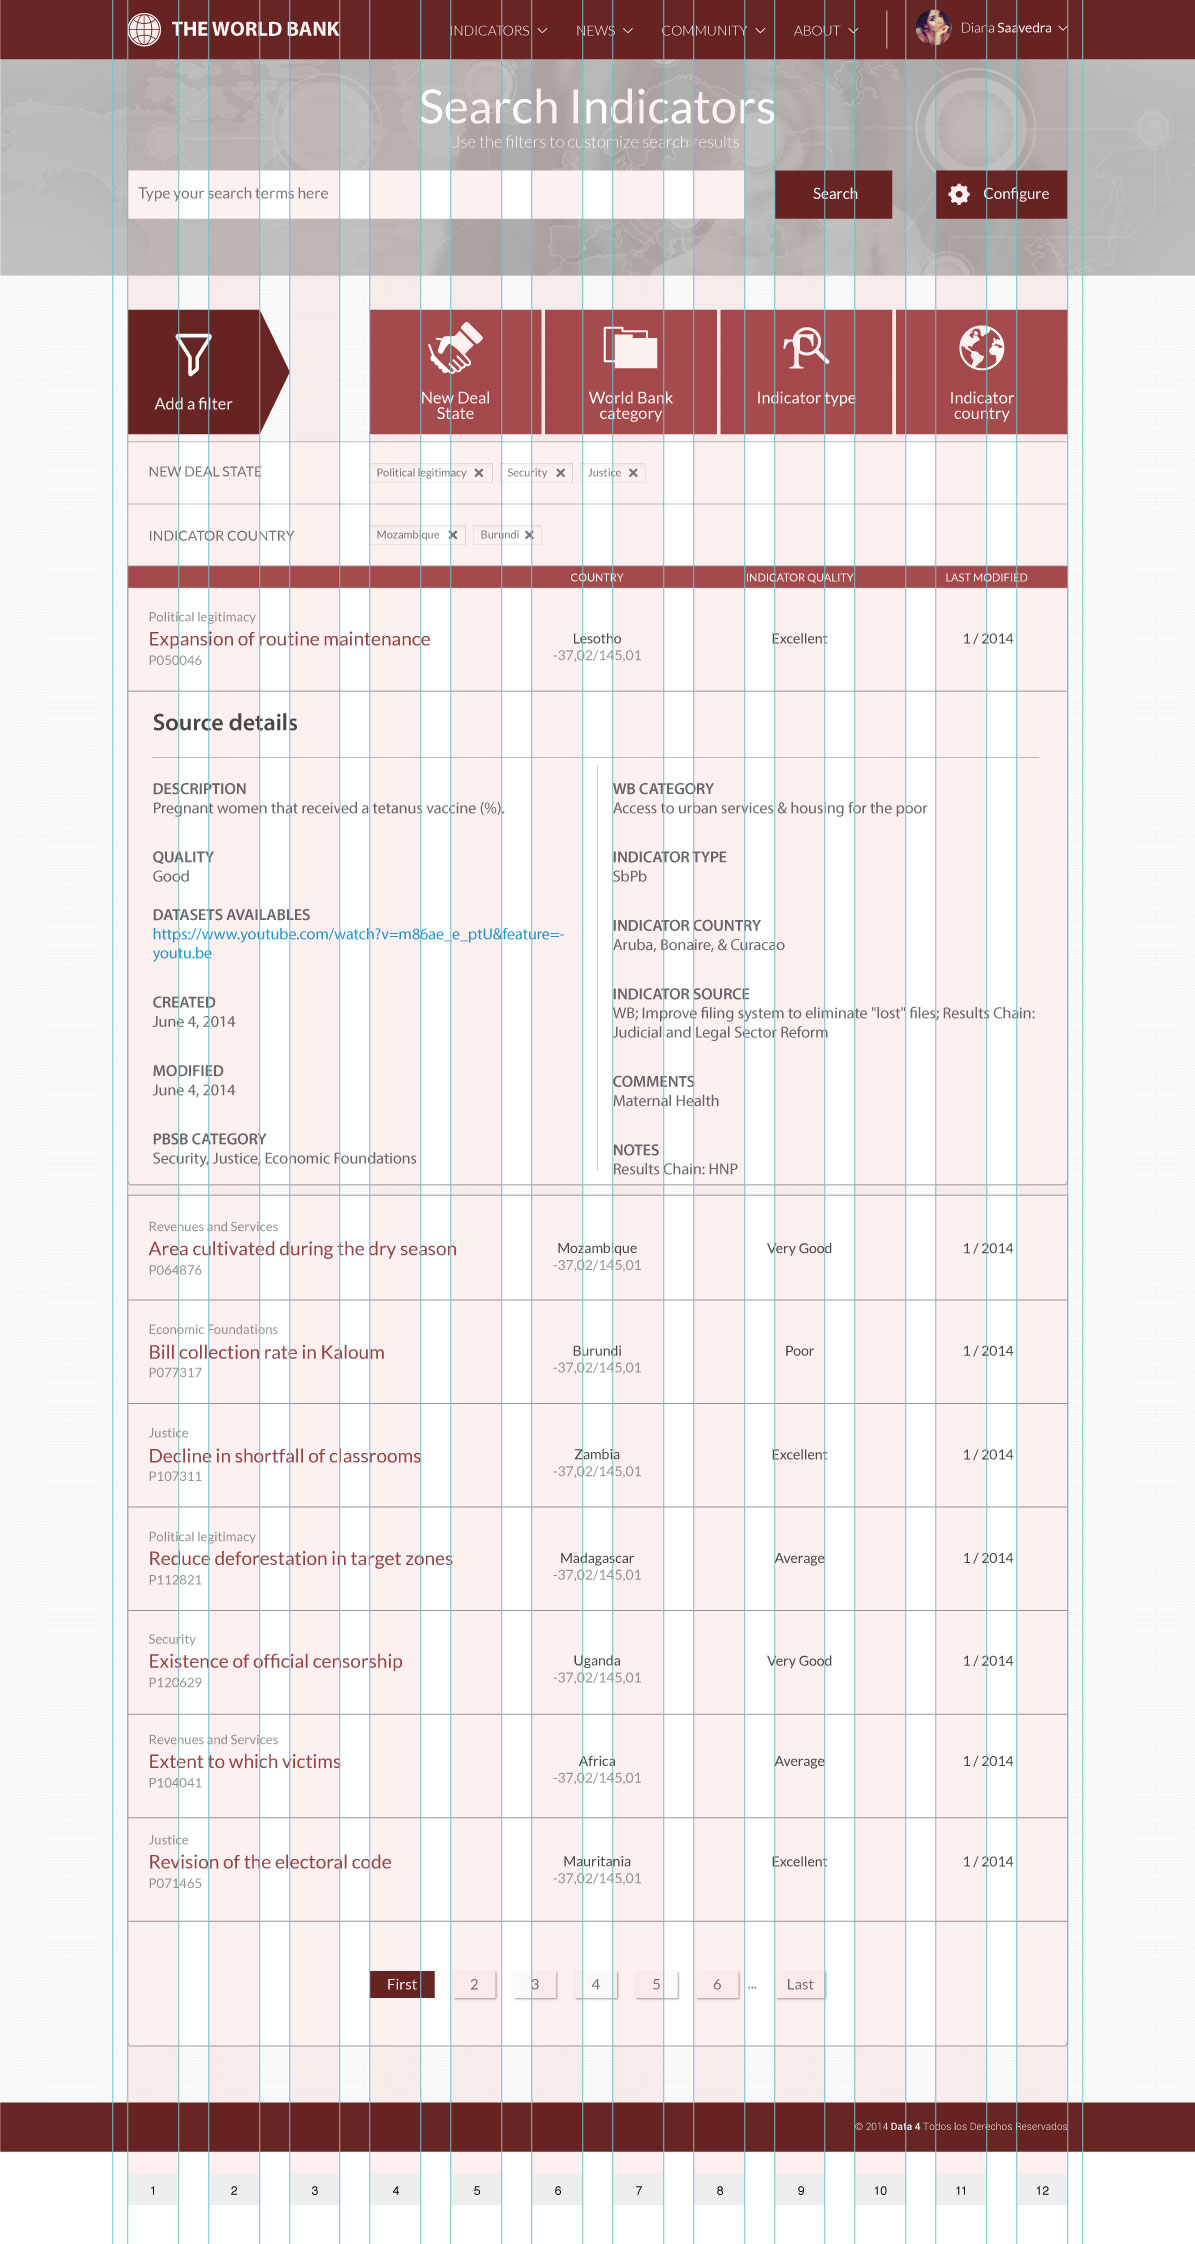 THE WORLD BANK
INDICATORS NEWS COMMUNITY ABOUT
Diana Saavedra
Search Indicators
Use the filters to customize search results
Type your search terms here
Search
Configure
Add a filter
New Deal
State
World Bank
category
Indicator type
Indicator
country
NEW DEAL STATE
Political legitimacy
Security
Justice
INDICATOR COUNTRY
Mozambique
Burundi
COUNTRY INDICATOR QUALITY LAST MODIFIED
Political legitimacy
Expansion of routine maintenance Lesotho Excellent 1 / 2014
P050046 -37,02/145,01
Source details
DESCRIPTION
Pregnant women that received a tetanus vaccine (%).
QUALITY
Good
DATASETS AVAILABLES
https://www.youtube.com/watch?v=m86ae_e_ptU&feature=-
youtu.be
CREATED
June 4, 2014
MODIFIED
June 4, 2014
PBSB CATEGORY
Security, Justice, Economic Foundations
WB CATEGORY
Access to urban services & housing for the poor
INDICATOR TYPE
SbPb
INDICATOR COUNTRY
Aruba, Bonaire, & Curacao
INDICATOR SOURCE
WB; Improve filing system to eliminate "lost" files; Results Chain:
Judicial and Legal Sector Reform
COMMENTS
Maternal Health
NOTES
Results Chain: HNP
Revenues and Services
Area cultivated during the dry season Mozambique Very Good 1 / 2014
P064876 -37,02/145,01
Economic Foundations
Bill collection rate in Kaloum Burundi Poor 1 / 2014
P077317 -37,02/145,01
Justice
Decline in shortfall of classrooms Zambia Excellent 1 / 2014
P107311 -37,02/145,01
Political legitimacy
Reduce deforestation in target zones Madagascar Average 1 / 2014
P112821 -37,02/145,01
Security
Existence of official censorship Uganda Very Good 1 / 2014
P120629 -37,02/145,01
Revenues and Services
Extent to which victims Africa Average 1 / 2014
P104041 -37,02/145,01
Justice
Revision of the electoral code Mauritania Excellent 1 / 2014
P071465 -37,02/145,01
First 2 3 4 5 6 ... Last
© 2014 Data 4 Todos los Derechos Reservados
1 2 3 4 5 6 7 8 9 10 11 12